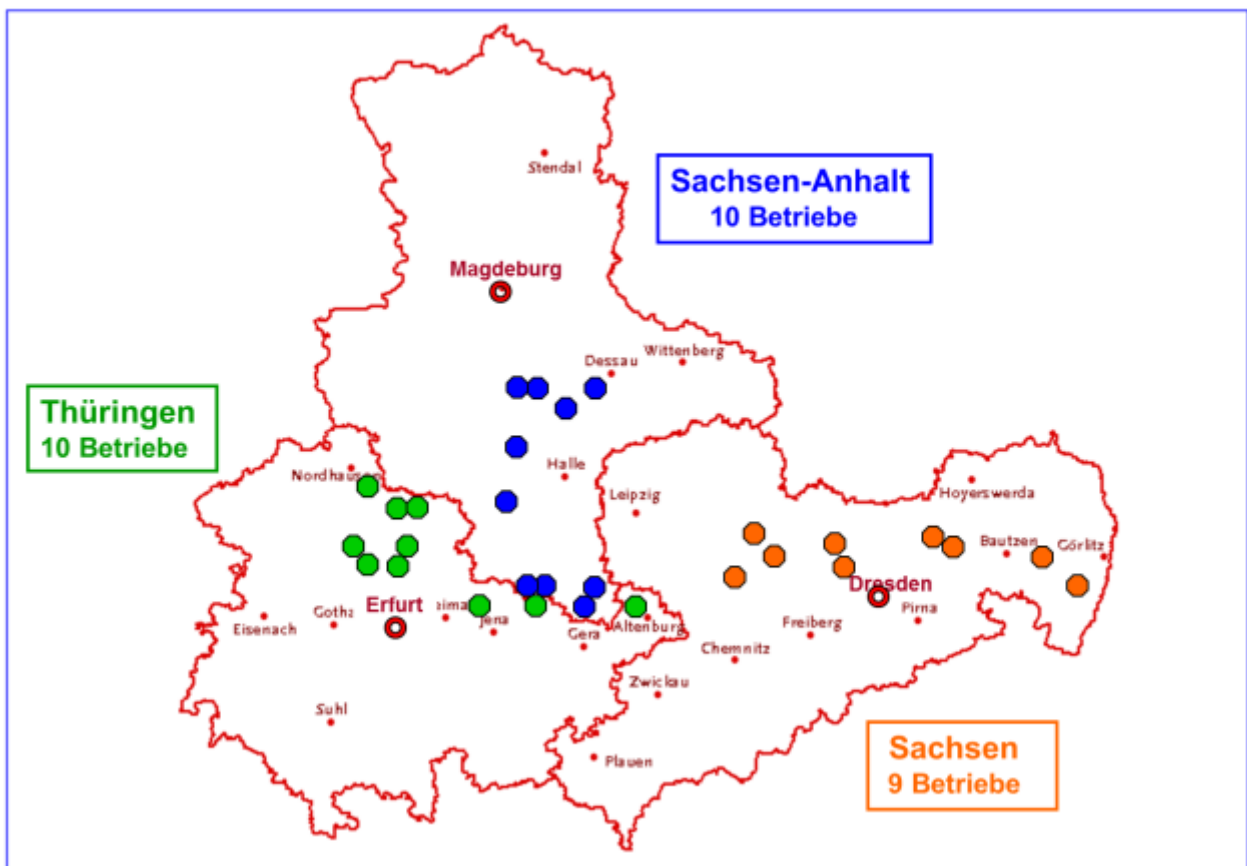 Stendal
Sachsen-Anhalt
10 Betriebe
Magdeburg
Wittenberg
Dessau
Thüringen
10 Betriebe
Nordhausen
Halle
Leipzig
Hoyerswerda
Bautzen
Görlitz
Dresden
Erfurt
Gotha
Eisenach
eima
Jena
Gera
Altenburg
Pirna
Freiberg
Chemnitz
Zwickau
Suhl
Plauen
Sachsen
9 Betriebe